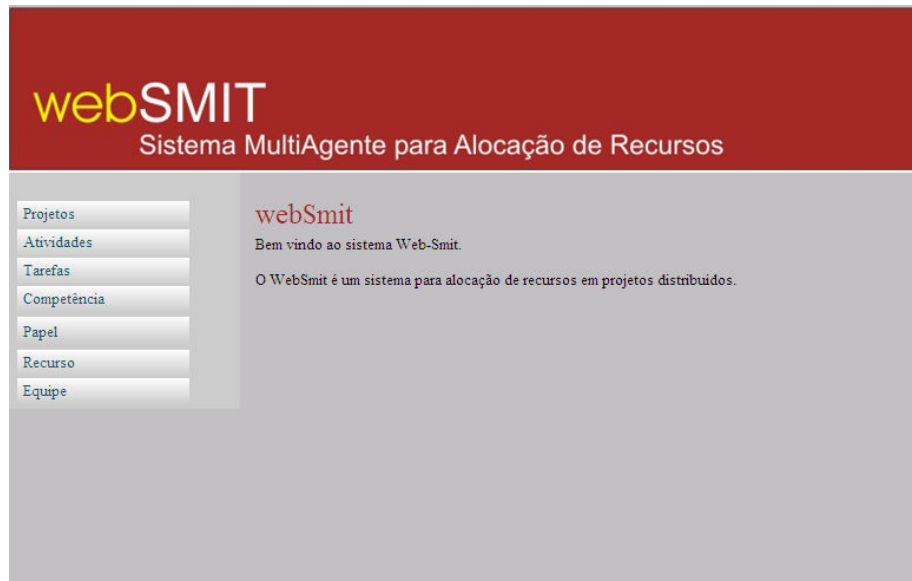 webSMIT
Sistema MultiAgente para Alocação de Recursos
Projetos
Atividades
Tarefas
Competência
Papel
Recurso
Equipe
webSmit
Bem vindo ao sistema Web-Smit.
O WebSmit é um sistema para alocação de recursos em projetos distribuidos.